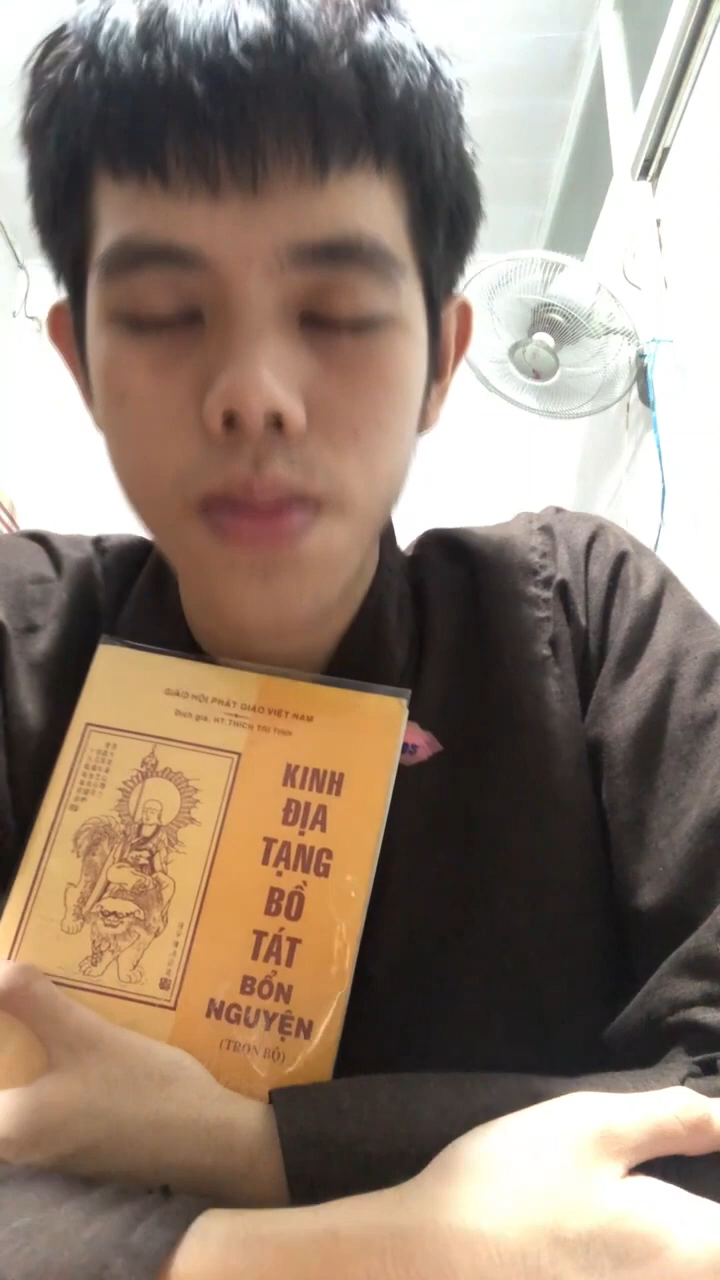 GIÁO HỘI PHẬT GIÁO VIỆT NAM
Dịch giả: HT.THÍCH TRÍ TỊNH
KINH
ĐỊA
TẠNG
BỒ
TÁT
BỔN
NGUYỆN
(TRỌN BỘ)